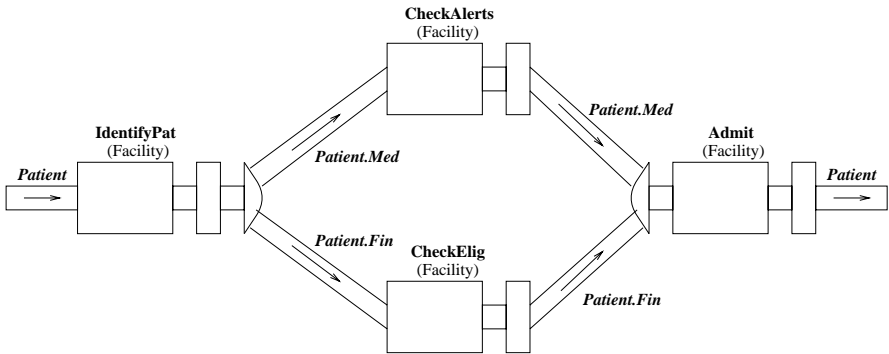 CheckAlerts
(Facility)
Patient.Med
IdentifyPat
(Facility)
Patient
Patient.Med
Admit
(Facility)
Patient
Patient.Fin
CheckElig
(Facility)
Patient.Fin